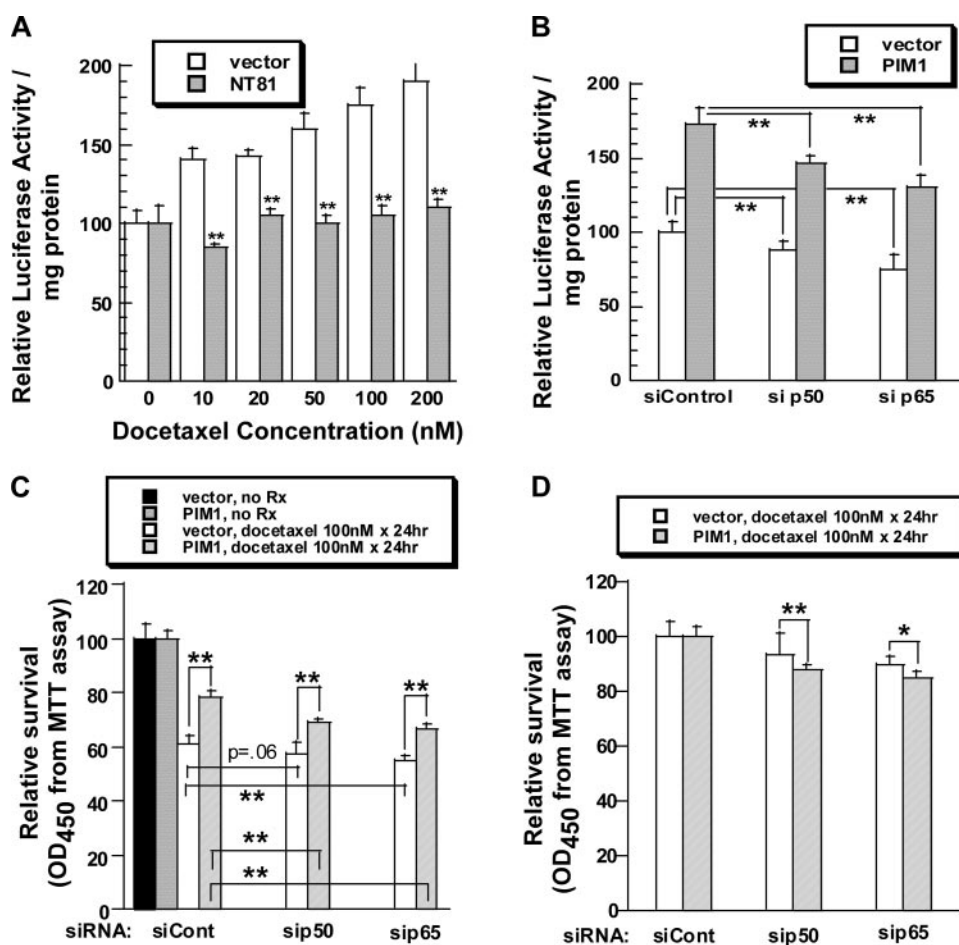 A
vector
NT81
Relative Luciferase Activity /
mg protein
200
150
100
50
0
** ** ** ** **
0 10 20 50 100 200
Docetaxel Concentration (nM)
B
vector
PIM1
Relative Luciferase Activity /
mg protein
200
150
100
50
0
** **
** **
siControl si p50 si p65
C
vector, no Rx
PIM1, no Rx
vector, docetaxel 100nM x 24hr
PIM1, docetaxel 100nM x 24hr
Relative survival
(OD450 from MTT assay)
120
100
80
60
40
20
0
** ** **
p=.06
**
**
**
siRNA: siCont sip50 sip65
D
vector, docetaxel 100nM x 24hr
PIM1, docetaxel 100nM x 24hr
Relative survival
(OD450 from MTT assay)
120
100
80
60
40
20
0
** *
siRNA: siCont sip50 sip65